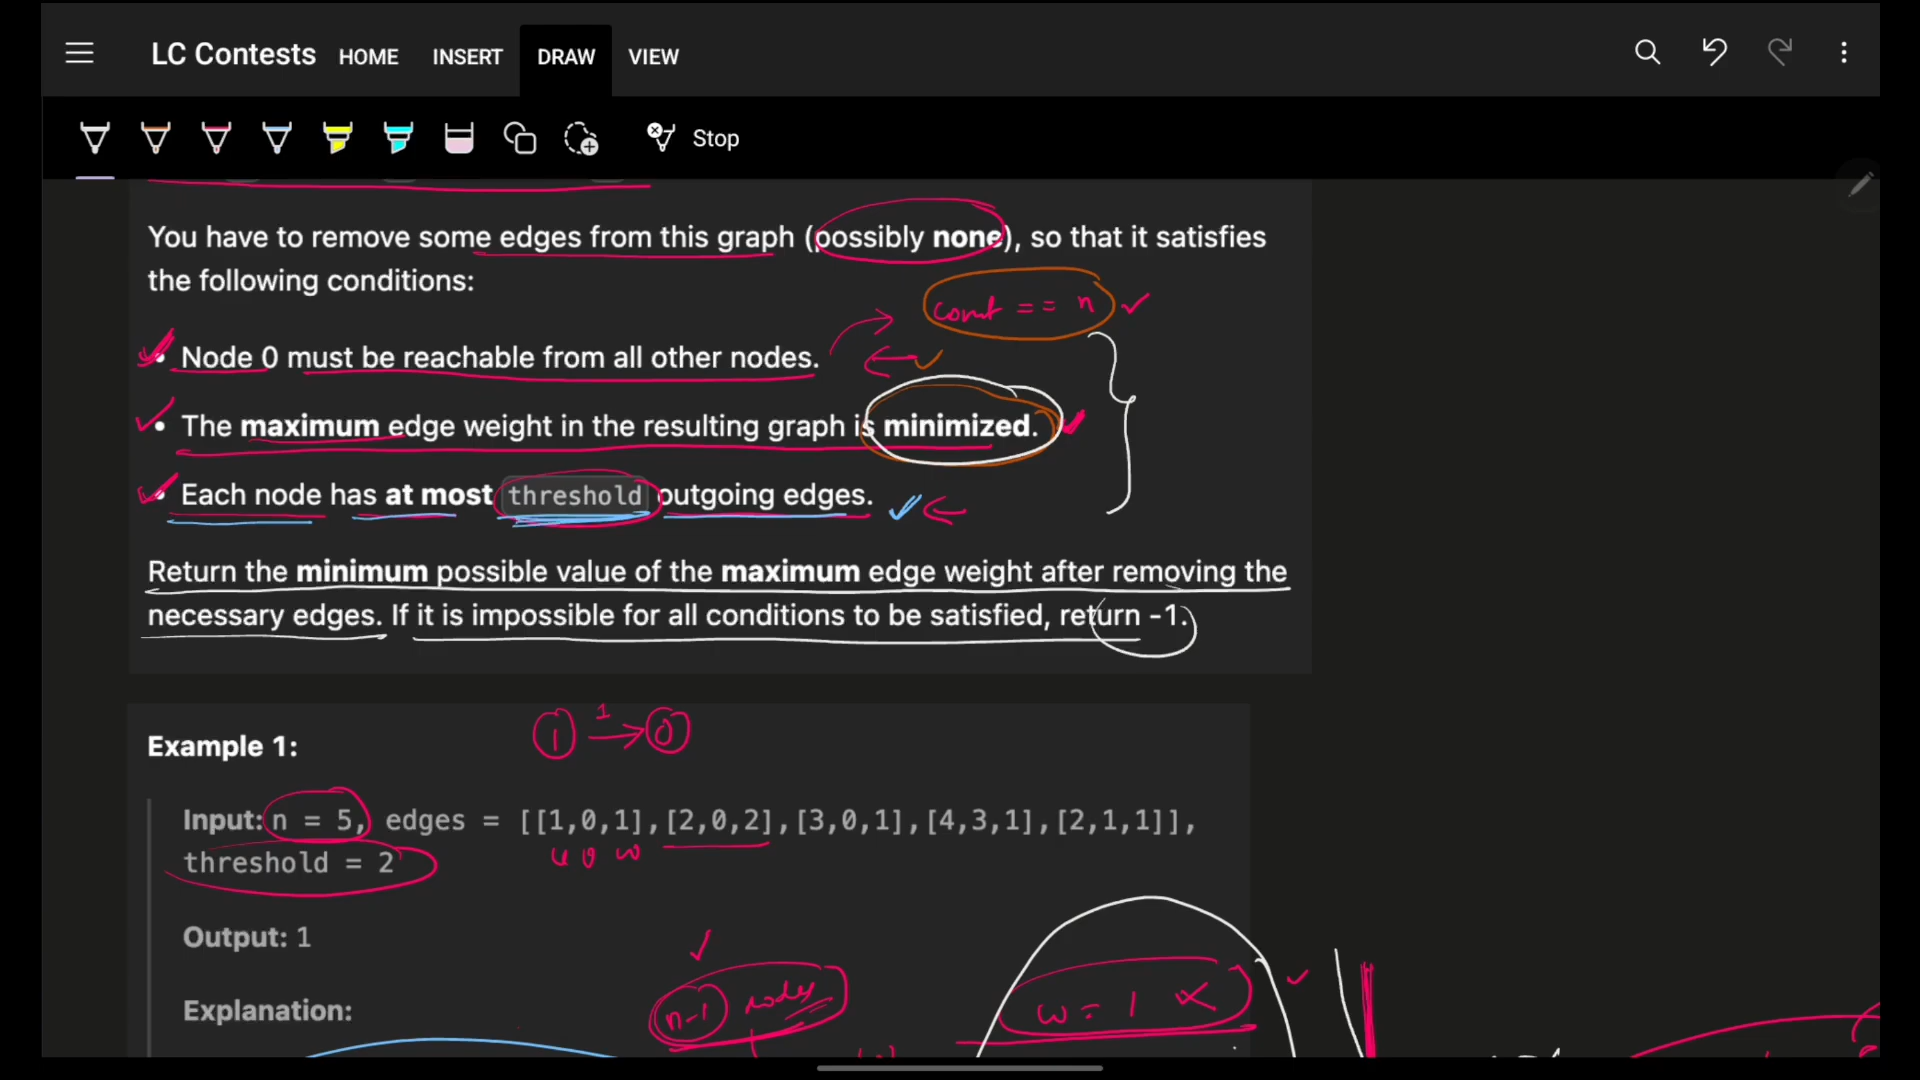 LC Contests HOME INSERT DRAW VIEW
Stop
You have to remove some edges from this graph (possibly none), so that it satisfies
the following conditions:
count == n
• Node 0 must be reachable from all other nodes.
• The maximum edge weight in the resulting graph is minimized.
• Each node has at most threshold outgoing edges.
Return the minimum possible value of the maximum edge weight after removing the
necessary edges. If it is impossible for all conditions to be satisfied, return -1.
1 1 → 0
Example 1:
Input: n = 5, edges = [[1,0,1],[2,0,2],[3,0,1],[4,3,1],[2,1,1]],
u v w
threshold = 2
Output: 1
n-1 nodes
w = 1
Explanation: